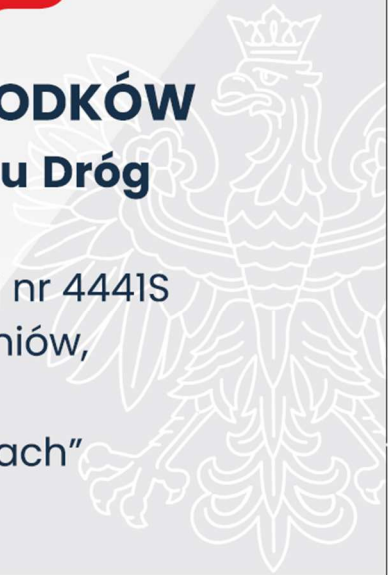 ODKÓW
u Dróg
nr 4441S
niów,
ach”